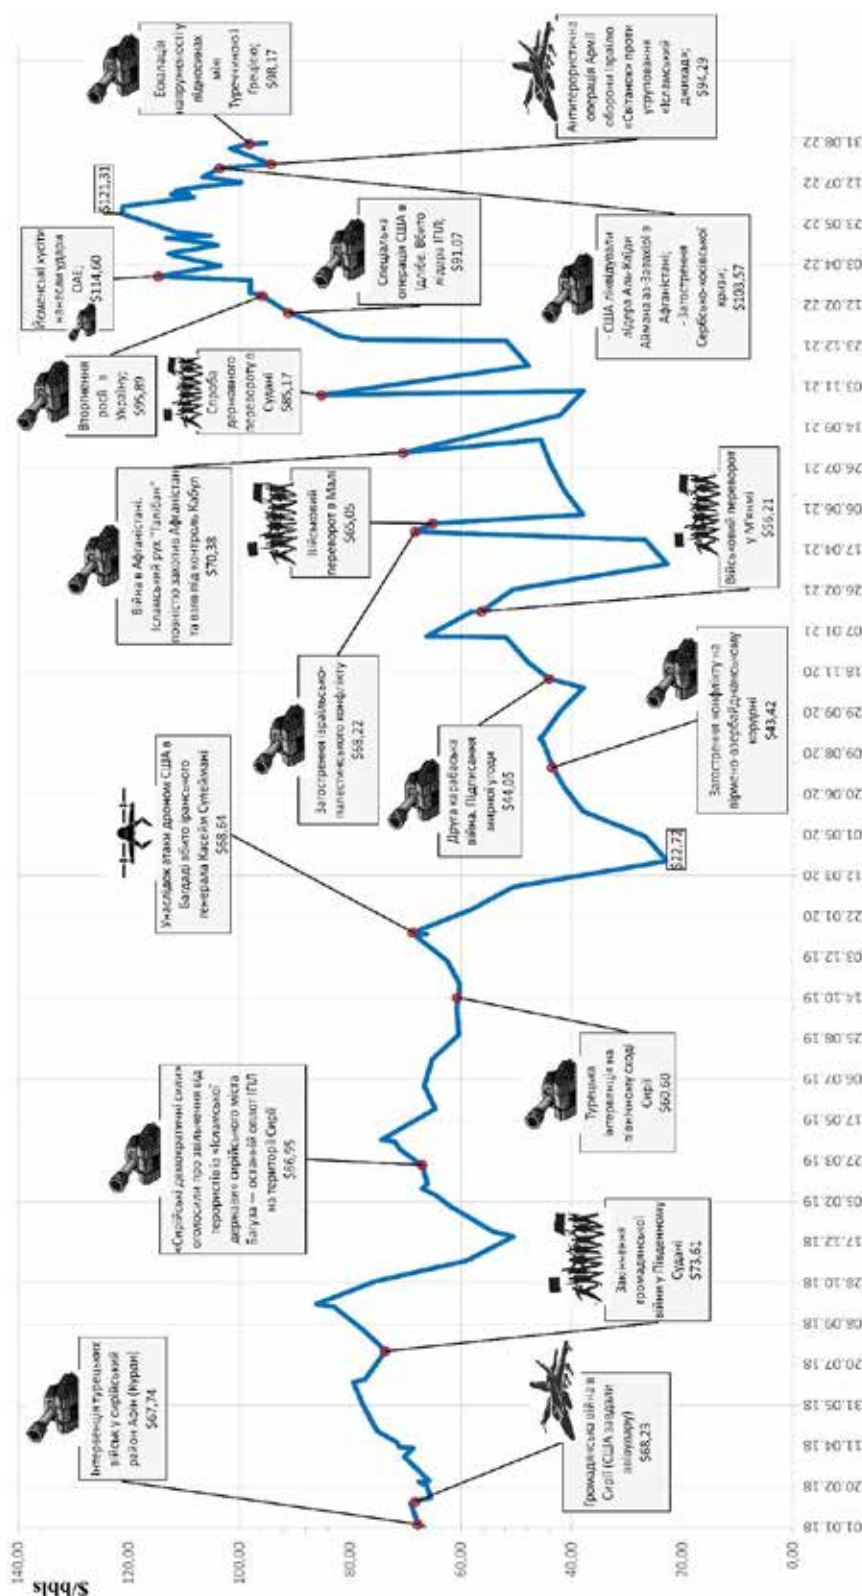 $/bbls
140,00
120,00
100,00
80,00
60,00
40,00
20,00
0,00
01.01.18
20.02.18
11.04.18
31.05.18
20.07.18
08.09.18
28.10.18
17.12.18
05.02.19
27.03.19
17.05.19
06.07.19
25.08.19
14.10.19
03.12.19
22.01.20
12.03.20
01.05.20
20.06.20
09.08.20
29.09.20
18.11.20
07.01.21
26.02.21
17.04.21
06.06.21
26.07.21
14.09.21
03.11.21
23.12.21
12.02.22
03.04.22
23.05.22
12.07.22
31.08.22
Інтервенція турецьких
військ у сирійський
район Афін (Курди)
$67,74
Громадянська війна в
Сирії (США завдали
авіаудару)
$68,23
Закінчення
громадянської
війни у Південному
Судані
$73,61
«Сирійські демократичні сили»
оголосили про звільнення від
терористів із «Ісламської
держави» сирійського міста
Багуза — останній оплот ІПЛ
на території Сирії
$66,95
Турецька
інтервенція на
північному сході
Сирії
$60,60
Унаслідок атаки дроном США в
Багдаді вбито іранського
генерала Касейм Сулеймані
$68,64
$22,72
Загострення конфлікту на
вірмено-азербайджанському
кордоні
$43,42
Друга карабаська
війна. Підписання
мирної угоди
$44,05
Військовий переворот
у М'янмі
$56,21
Загострення ізраїльсько-
палестинського конфлікту
$68,22
Військовий
переворот в Малі
$65,05
Війна в Афганістані.
Ісламський рух "Талібан"
повністю захопив Афганістан
та взяв під контроль Кабул
$70,38
Спроба
державного
перевороту в
Судані
$85,17
Спеціальна
операція США в
Ідлібе. Вбито
лідера ІПЛ,
$91,07
Вторгнення
росії в
Україну;
$95,89
Йєменські хусити
нанесли удари
ОАЕ;
$114,60
$121,31
- США ліквідували
лідера Аль-Каїди
Аймана аз-Завахірі в
Афганістані;
- Загострення
Сербсько-косівської
кризи;
$103,57
Антитерористична
операція Армії
оборони Ізраїлю
«Світанок» проти
угруповання
«Ісламський
джихад»;
$94,29
Ескалація
напруженості у
відносинах
між
Туреччиною і
Грецією;
$98,17